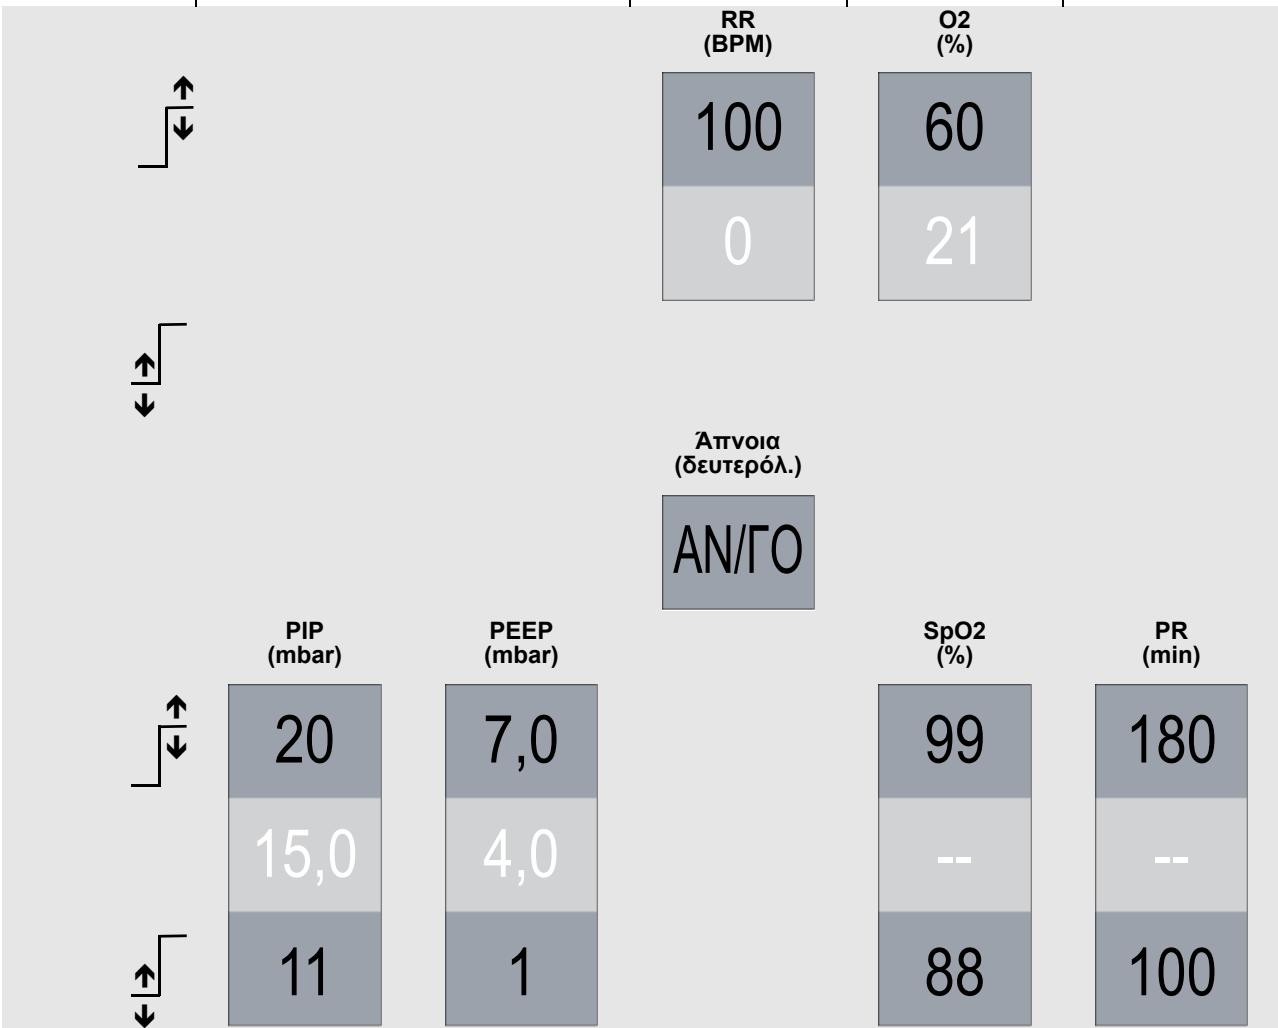 RR
(BPM)
O2
(%)
100
60
0
21
Άπνοια
(δευτερόλ.)
ΑΝ/ΓΟ
PIP
(mbar)
PEEP
(mbar)
SpO2
(%)
PR
(min)
20
7,0
99
180
15,0
4,0
--
--
11
1
88
100